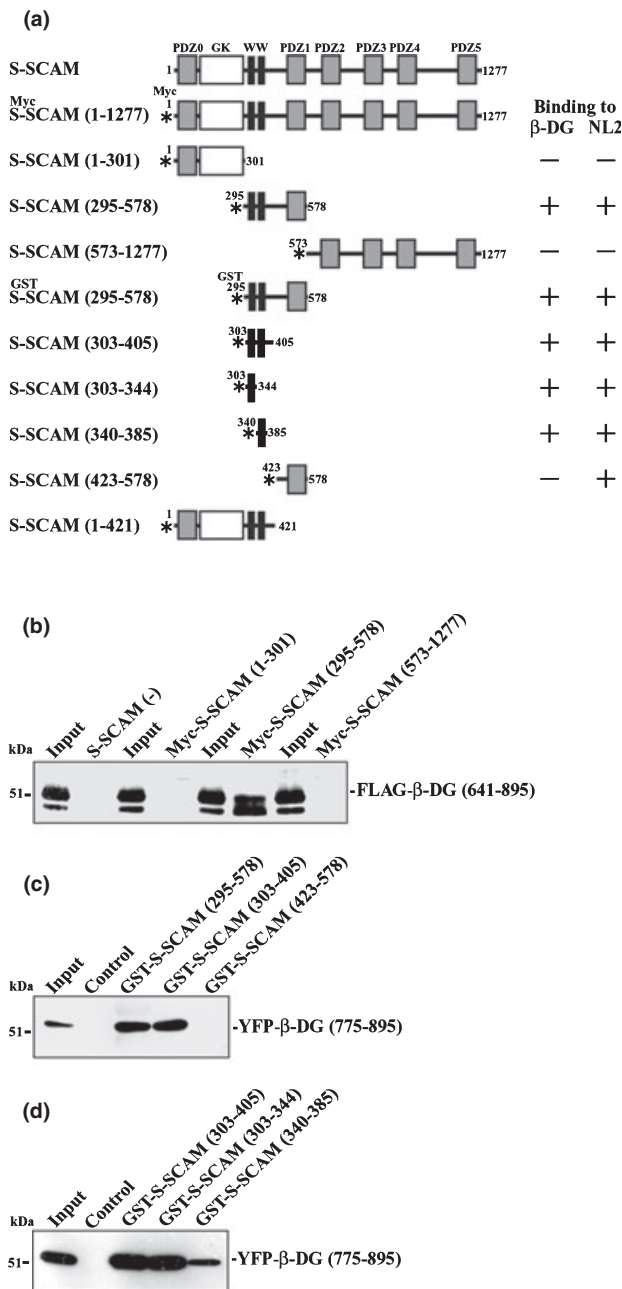 (a)
PDZ0 GK WW PDZ1 PDZ2 PDZ3 PDZ4 PDZ5
S-SCAM 1 1277
Myc Myc
S-SCAM (1-1277) * 1 1277 Binding to
β-DG NL2
S-SCAM (1-301) * 1 301 — —
S-SCAM (295-578) * 295 578 + +
S-SCAM (573-1277) * 573 1277 — —
GST GST
S-SCAM (295-578) * 295 578 + +
S-SCAM (303-405) * 303 405 + +
S-SCAM (303-344) * 303 344 + +
S-SCAM (340-385) * 340 385 + +
S-SCAM (423-578) * 423 578 — +
S-SCAM (1-421) * 1 421
(b)
kDa Input S-SCAM (-) Input Myc-S-SCAM (1-301) Input Myc-S-SCAM (295-578) Input Myc-S-SCAM (573-1277)
51- -FLAG-β-DG (641-895)
(c)
kDa Input Control GST-S-SCAM (295-578) GST-S-SCAM (303-405) GST-S-SCAM (423-578)
51- -YFP-β-DG (775-895)
(d)
kDa Input Control GST-S-SCAM (303-405) GST-S-SCAM (303-344) GST-S-SCAM (340-385)
51- -YFP-β-DG (775-895)